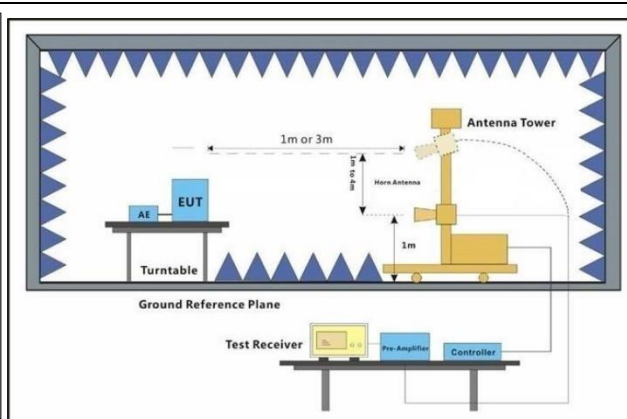 1m or 3m
Antenna Tower
1m to 4m
Horn Antenna
EUT
AE
1m
Turntable
Ground Reference Plane
Test Receiver
Pre-Amplifier
Controller